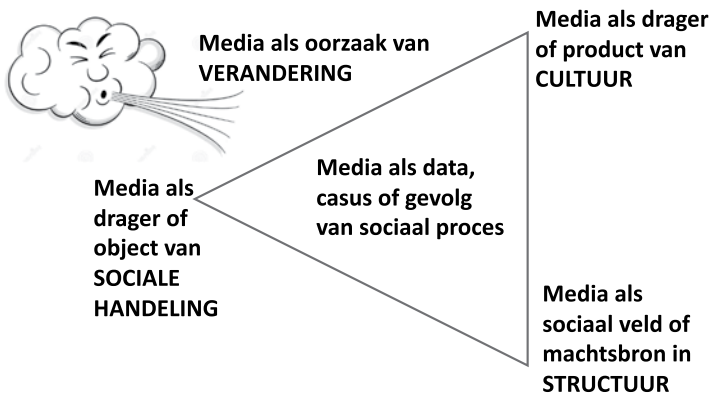 Media als oorzaak van
VERANDERING
Media als drager
of product van
CULTUUR
Media als data,
casus of gevolg
van sociaal proces
Media als
drager of
object van
SOCIALE
HANDELING
Media als
sociaal veld of
machtsbron in
STRUCTUUR